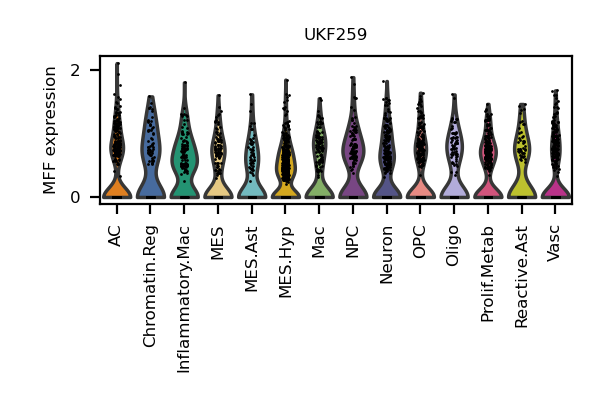 UKF259
MFF expression
2
0
AC
Chromatin.Reg
Inflammatory.Mac
MES
MES.Ast
MES.Hyp
Mac
NPC
Neuron
OPC
Oligo
Prolif.Metab
Reactive.Ast
Vasc